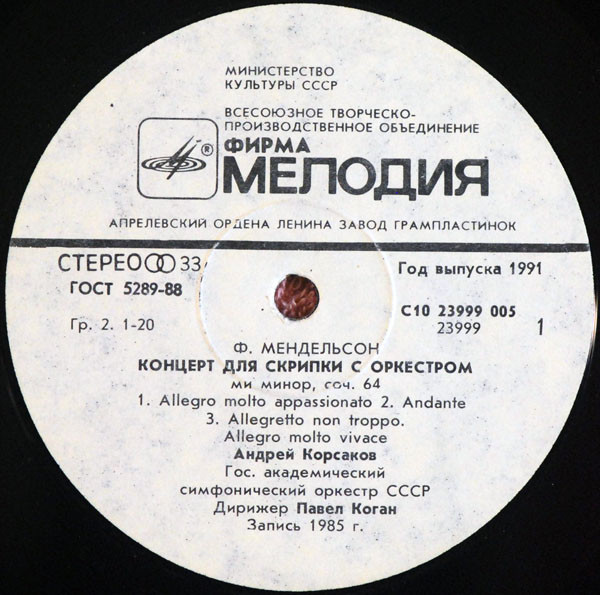 МИНИСТЕРСТВО
КУЛЬТУРЫ СССР
ВСЕСОЮЗНОЕ ТВОРЧЕСКО-
ПРОИЗВОДСТВЕННОЕ ОБЪЕДИНЕНИЕ
ФИРМА
®
МЕЛОДИЯ
АПРЕЛЕВСКИЙ ОРДЕНА ЛЕНИНА ЗАВОД ГРАМПЛАСТИНОК
СТЕРЕО 33
Год выпуска 1991
ГОСТ 5289-88
С10 23999 005
Гр. 2. 1-20
23999
1
Ф. МЕНДЕЛЬСОН
КОНЦЕРТ ДЛЯ СКРИПКИ С ОРКЕСТРОМ
ми минор, соч. 64
1. Allegro molto appassionato 2. Andante
3. Allegretto non troppo.
Allegro molto vivace
Андрей Корсаков
Гос. академический
симфонический оркестр СССР
Дирижер Павел Коган
Запись 1985 г.